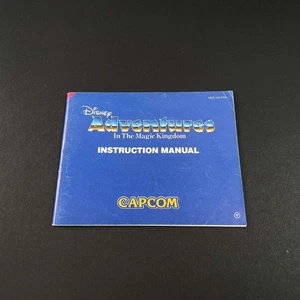 Disney
Adventures
In The Magic Kingdom
INSTRUCTION MANUAL
CAPCOM